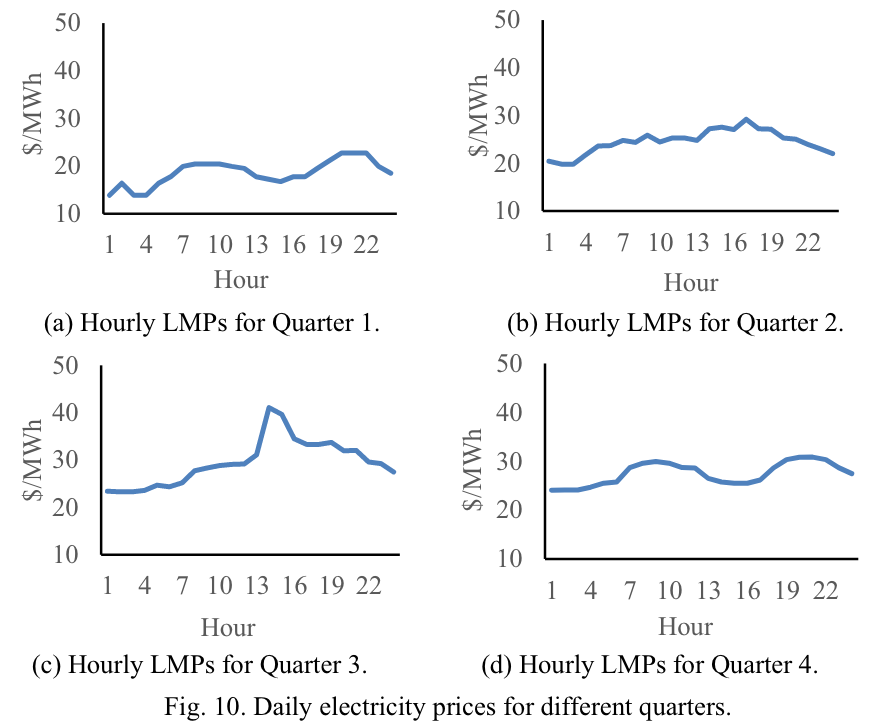 50
40
30
20
10
$/MWh
1 4 7 10 13 16 19 22
Hour
(a) Hourly LMPs for Quarter 1.
50
40
30
20
10
$/MWh
1 4 7 10 13 16 19 22
Hour
(b) Hourly LMPs for Quarter 2.
50
40
30
20
10
$/MWh
1 4 7 10 13 16 19 22
Hour
(c) Hourly LMPs for Quarter 3.
50
40
30
20
10
$/MWh
1 4 7 10 13 16 19 22
Hour
(d) Hourly LMPs for Quarter 4.
Fig. 10. Daily electricity prices for different quarters.